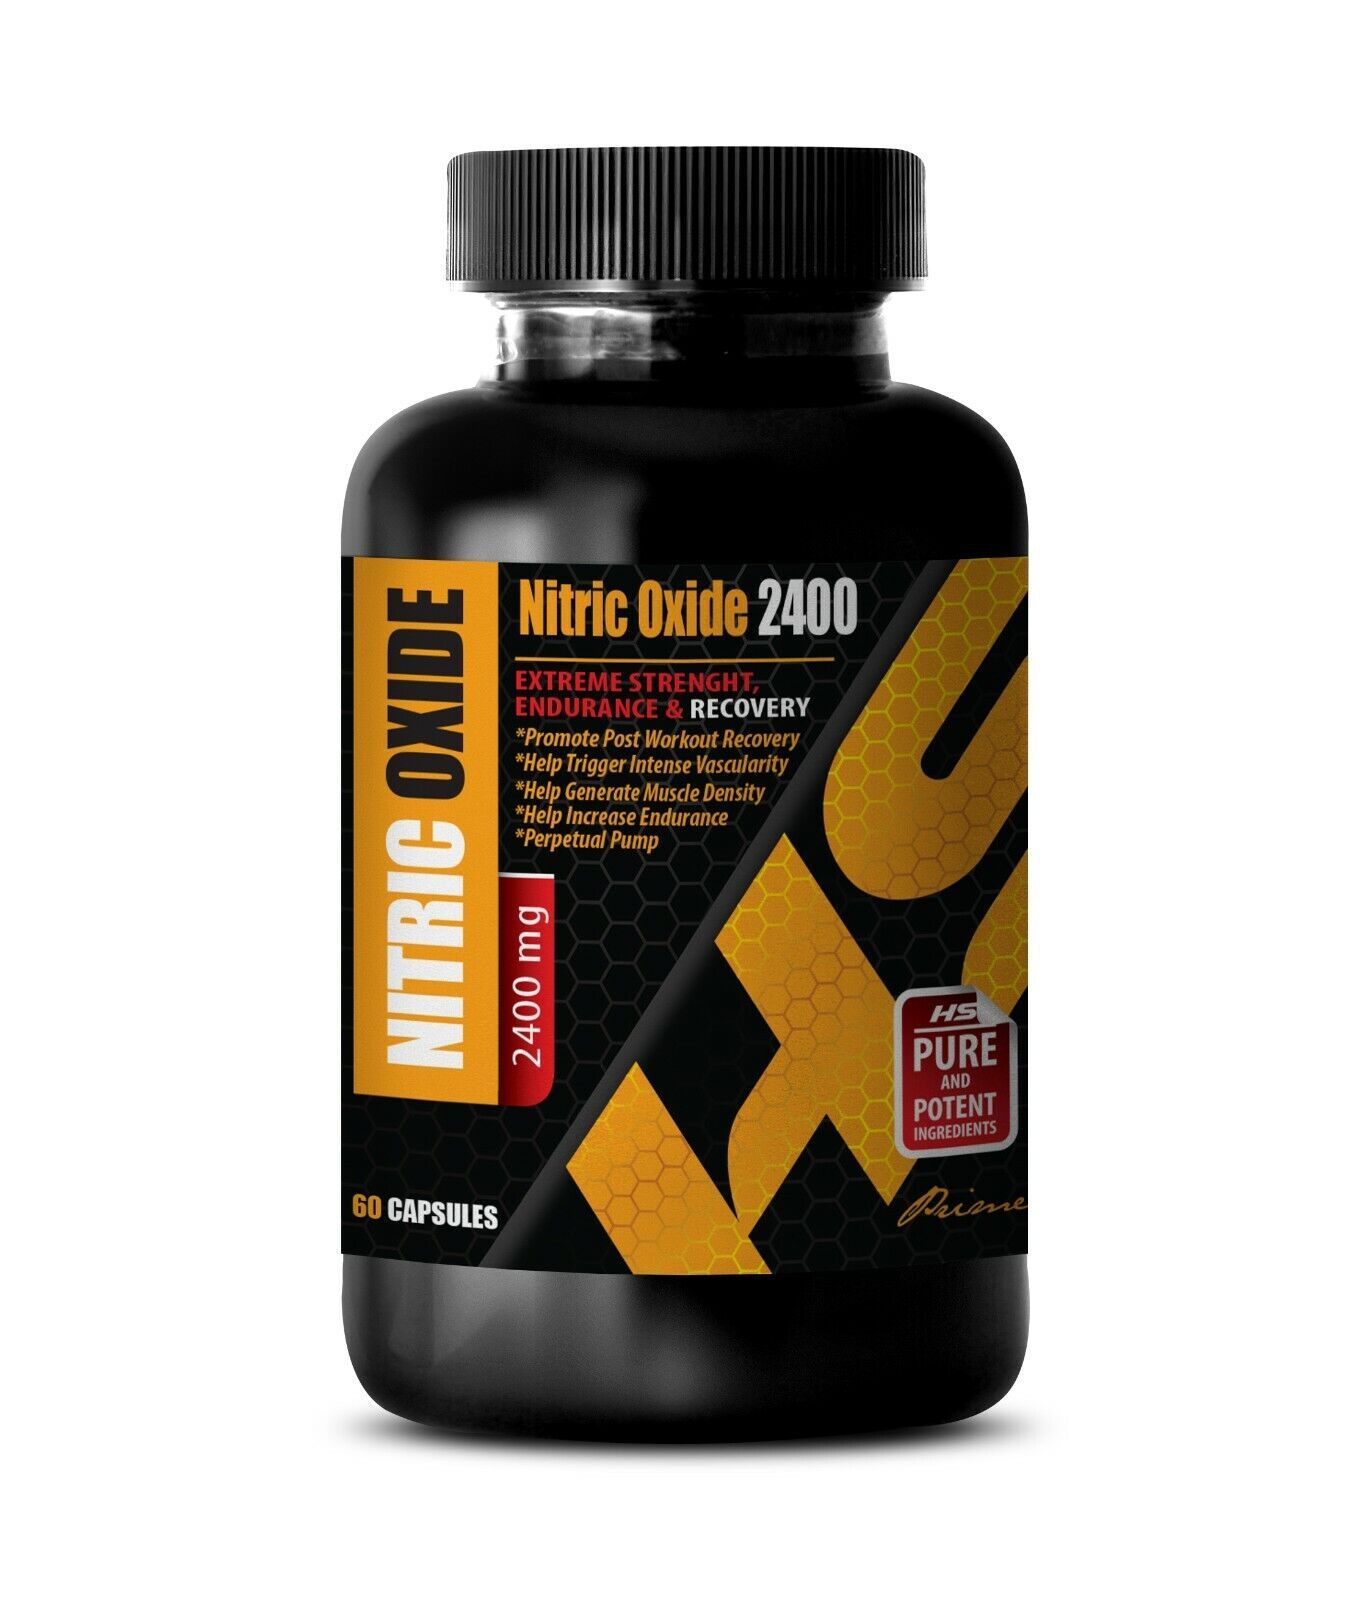 NITRIC OXIDE
2400 mg
60 CAPSULES
Nitric Oxide 2400
EXTREME STRENGHT,
ENDURANCE & RECOVERY
*Promote Post Workout Recovery
*Help Trigger Intense Vascularity
*Help Generate Muscle Density
*Help Increase Endurance
*Perpetual Pump
XS
HS
PURE
AND
POTENT
INGREDIENTS
Prime